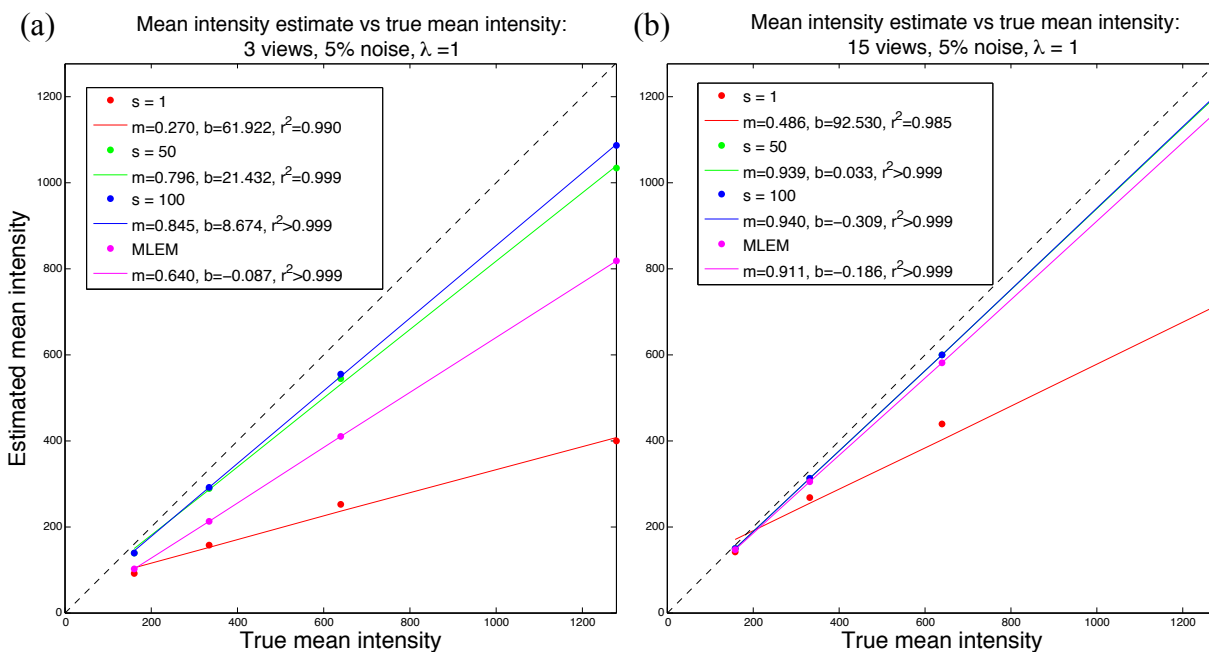 (a)
Mean intensity estimate vs true mean intensity:
3 views, 5% noise, λ =1
s = 1
m=0.270, b=61.922, r²=0.990
s = 50
m=0.796, b=21.432, r²=0.999
s = 100
m=0.845, b=8.674, r²>0.999
MLEM
m=0.640, b=−0.087, r²>0.999
Estimated mean intensity
1200
1000
800
600
400
200
0
0 200 400 600 800 1000 1200
True mean intensity
(b)
Mean intensity estimate vs true mean intensity:
15 views, 5% noise, λ = 1
s = 1
m=0.486, b=92.530, r²=0.985
s = 50
m=0.939, b=0.033, r²>0.999
s = 100
m=0.940, b=−0.309, r²>0.999
MLEM
m=0.911, b=−0.186, r²>0.999
1200
1000
800
600
400
200
0
0 200 400 600 800 1000 1200
True mean intensity